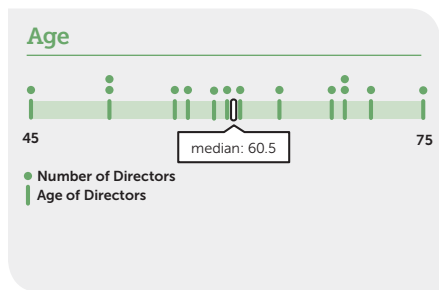 Age
45
75
median: 60.5
Number of Directors
Age of Directors